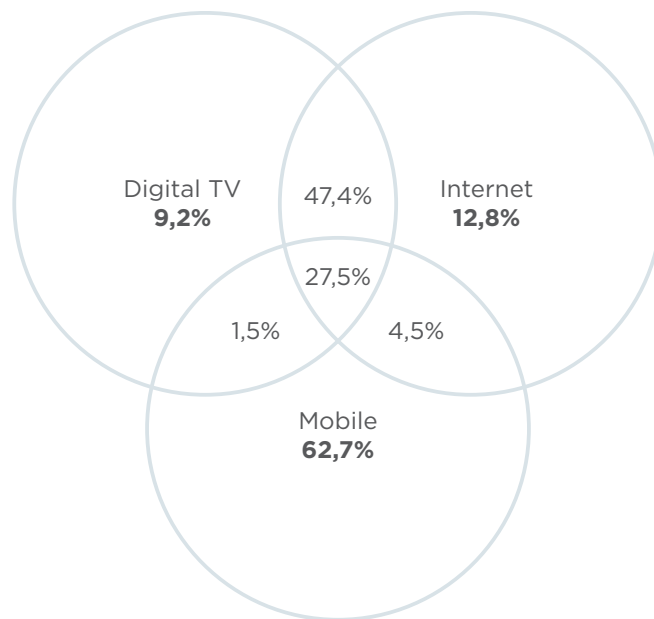 Digital TV
9,2%
47,4%
Internet
12,8%
27,5%
1,5%
4,5%
Mobile
62,7%